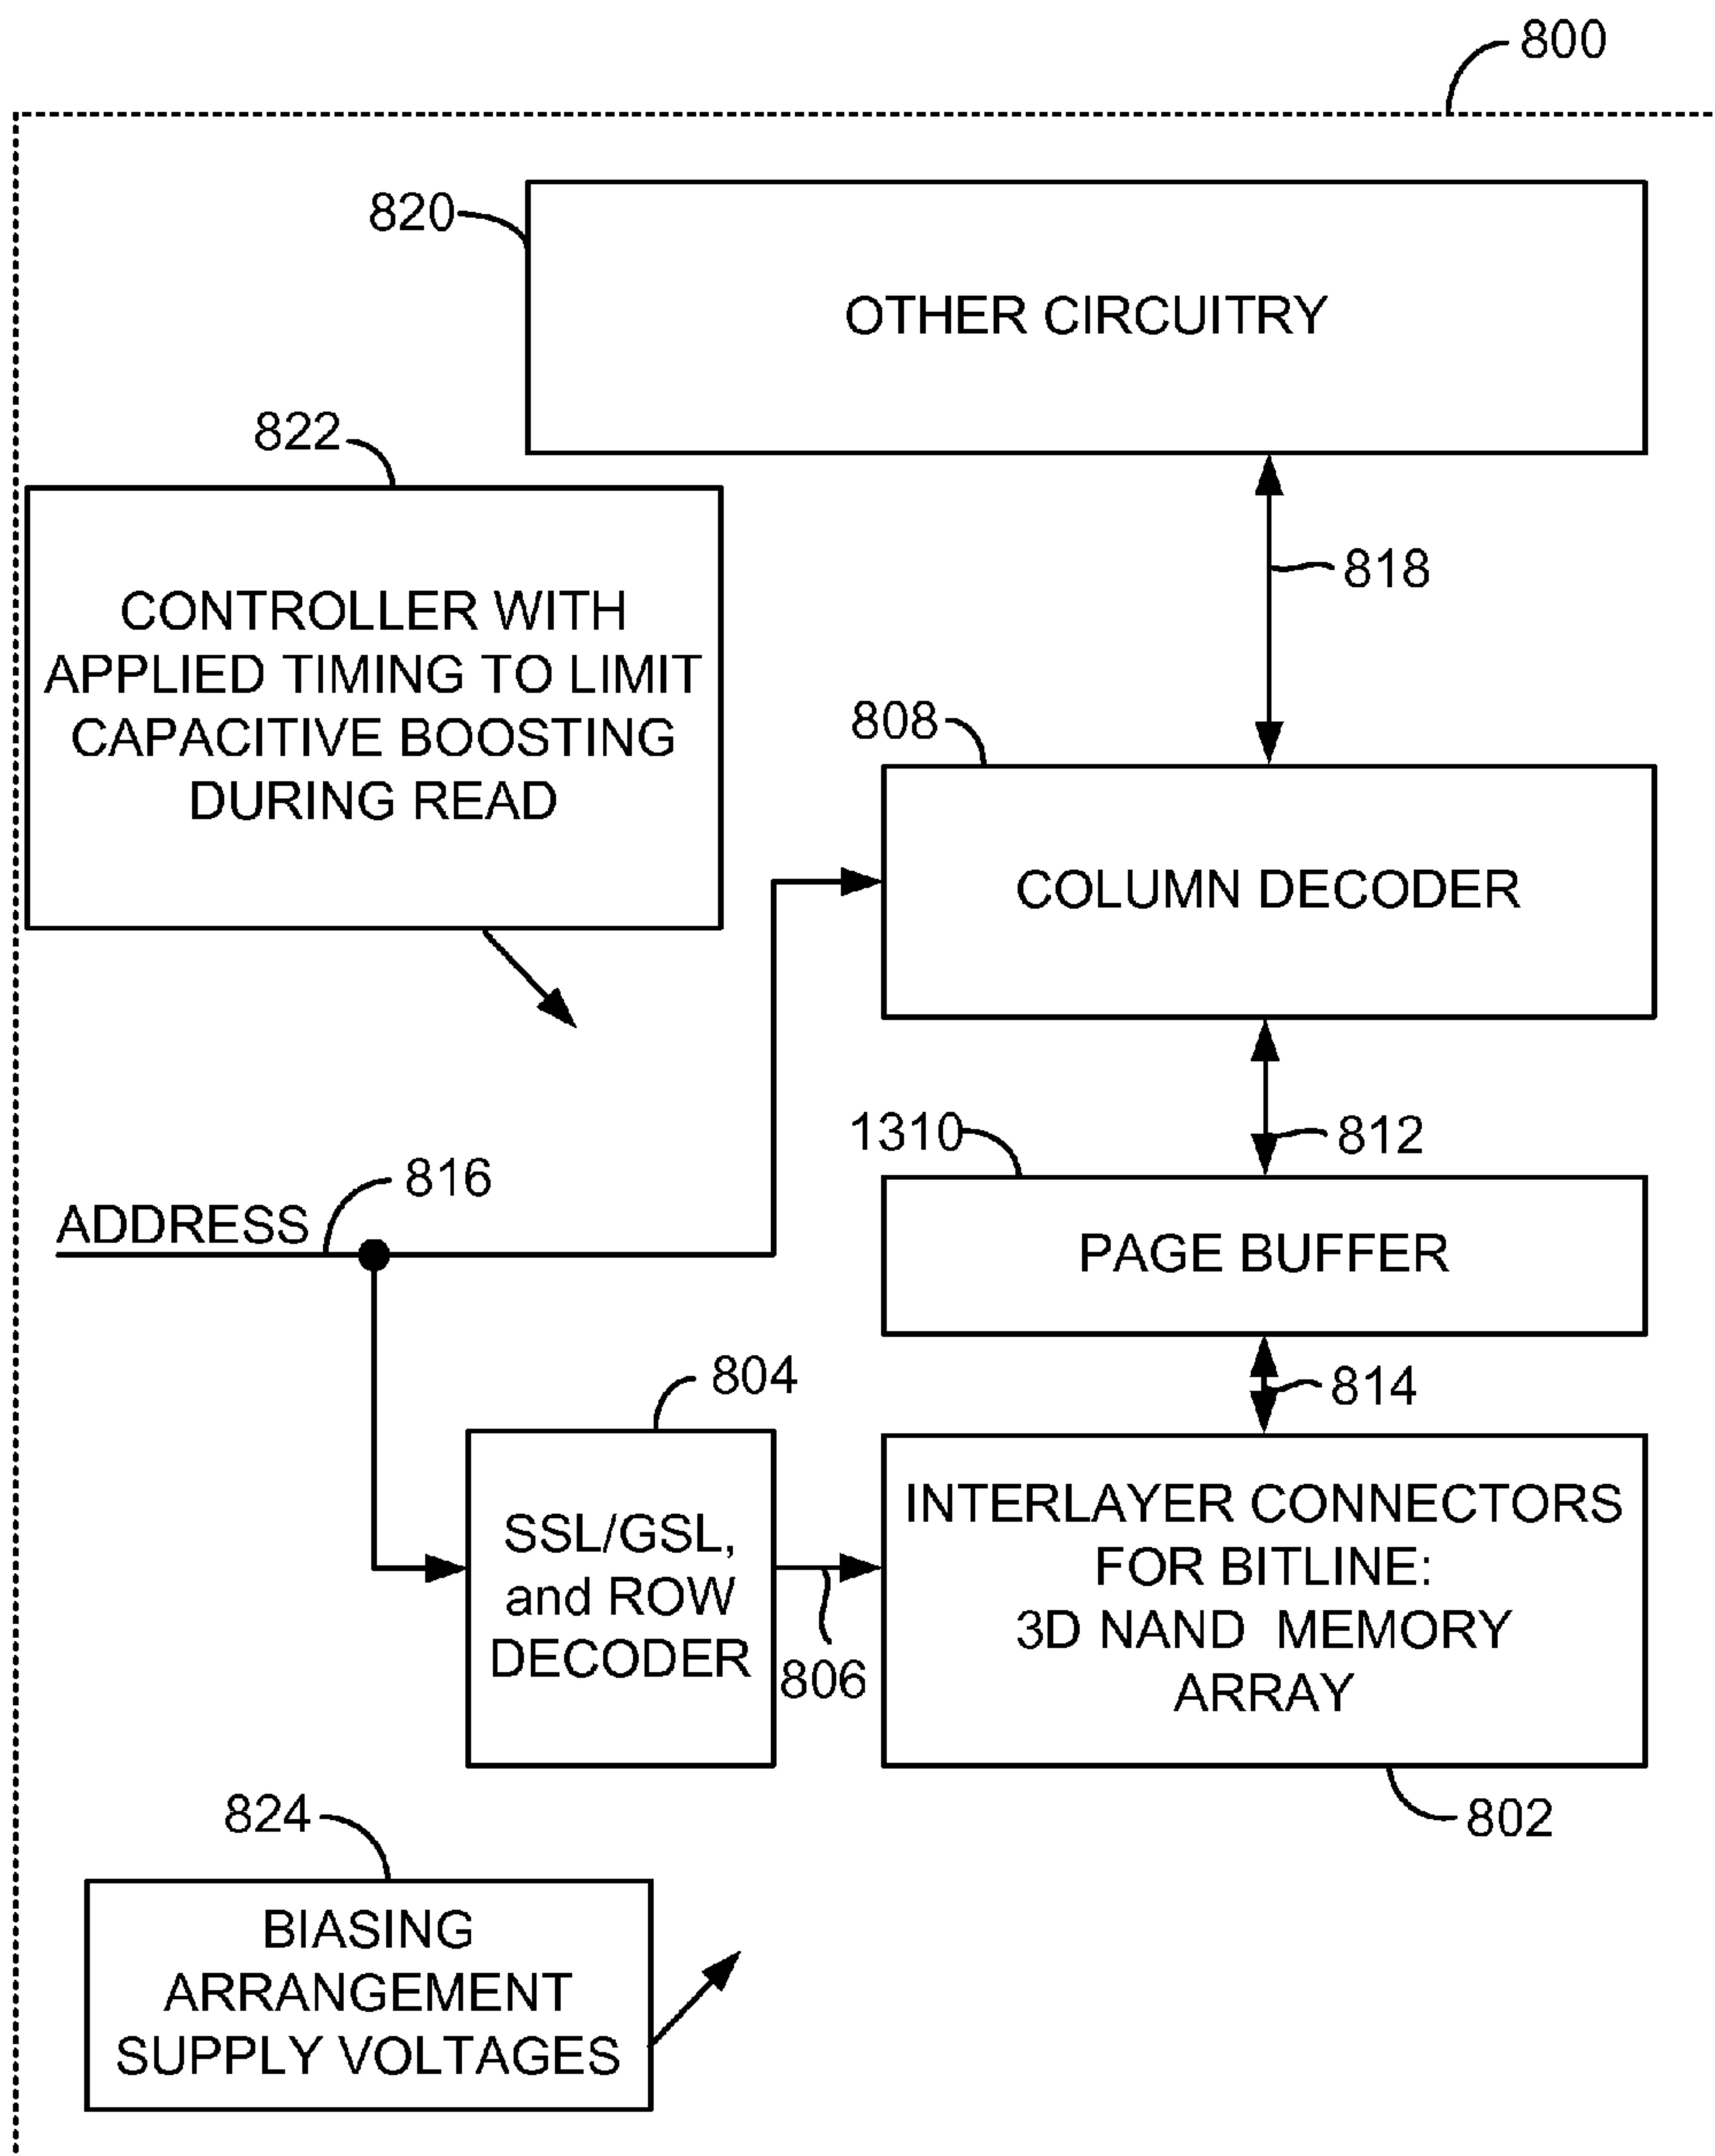 800
820
OTHER CIRCUITRY
822
818
CONTROLLER WITH
APPLIED TIMING TO LIMIT
CAPACITIVE BOOSTING
DURING READ
808
COLUMN DECODER
1310
812
816
ADDRESS
PAGE BUFFER
804
814
SSL/GSL,
and ROW
DECODER
806
INTERLAYER CONNECTORS
FOR BITLINE:
3D NAND MEMORY
ARRAY
802
824
BIASING
ARRANGEMENT
SUPPLY VOLTAGES